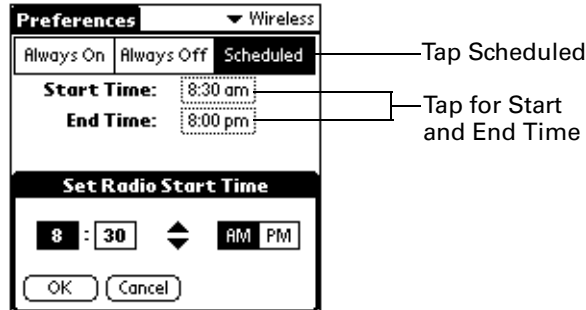 Preferences Wireless
Always On Always Off Scheduled
Tap Scheduled
Start Time: 8:30 am
End Time: 8:00 pm
Tap for Start
and End Time
Set Radio Start Time
8 : 30 AM PM
OK Cancel